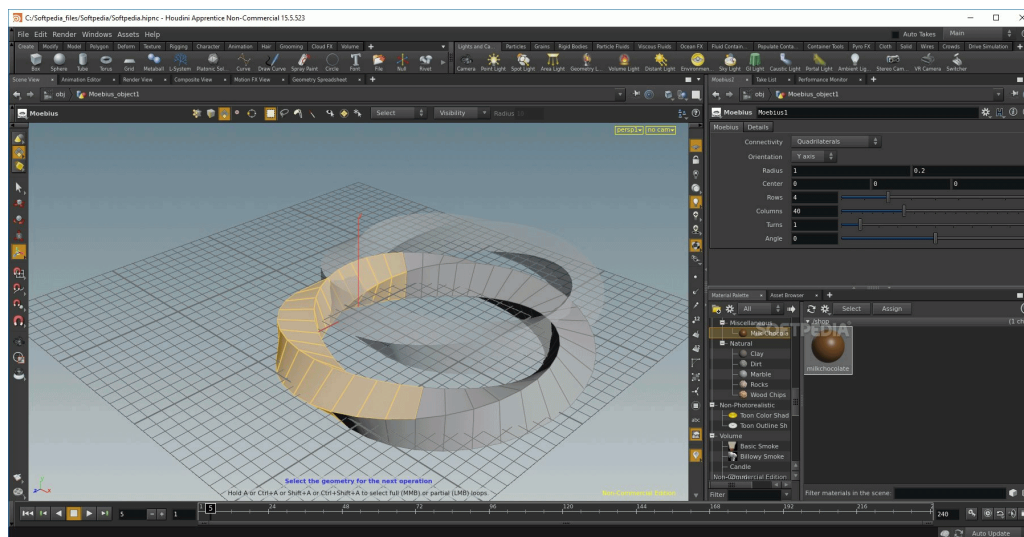 C:/Softpedia_files/Softpedia/Softpedia.hipnc - Houdini Apprentice Non-Commercial 15.5.523
File Edit Render Windows Assets Help
Auto Takes Main
Create Modify Model Polygon Deform Texture Rigging Character Animation Hair Grooming Cloud FX Volume
Lights and Ca.. Particles Grains Rigid Bodies Particle Fluids Viscous Fluids Ocean FX Fluid Contain... Populate Conta... Container Tools Pyro FX Cloth Solid Wires Crowds Drive Simulation
Box Sphere Tube Torus Grid Metaball L-System Platonic Sol... Curve Draw Curve Spray Paint Circle Font File Null Rivet
Camera Point Light Spot Light Area Light Geometry L... Volume Light Distant Light Environmen... Sky Light GI Light Caustic Light Portal Light Ambient Lig... Stereo Cam... VR Camera Switcher
Scene View Animation Editor Render View Composite View Motion FX View Geometry Spreadsheet
Moebius1 Take List Performance Monitor
obj Moebius_object1
obj Moebius_object1
Moebius Select Visibility Radius
Moebius Moebius1
persp1 no cam
Moebius Details
Connectivity Quadrilaterals
Orientation Y axis
Radius 1 0.2
Center 0 0 0
Rows 4
Columns 40
Turns 1
Angle 0
Material Palette Asset Browser
All Select Assign
Miscellaneous
Natural
Clay
Dirt
Marble
Rocks
Wood Chips
Non-Photorealistic
Toon Color Shad
Toon Outline Sh
Volume
Basic Smoke
Billowy Smoke
Candle
/shop
SOFTPEDIA
milkchocolate
Filter
Filter materials in the scene
abc
Select the geometry for the next operation
Hold A or Ctrl+A or Shift+A or Ctrl+Shift+A to select full (MMB) or partial (LMB) loops.
Non-Commercial Edition
5 1 5 24 48 72 96 120 144 168 192 216 240
Auto Update